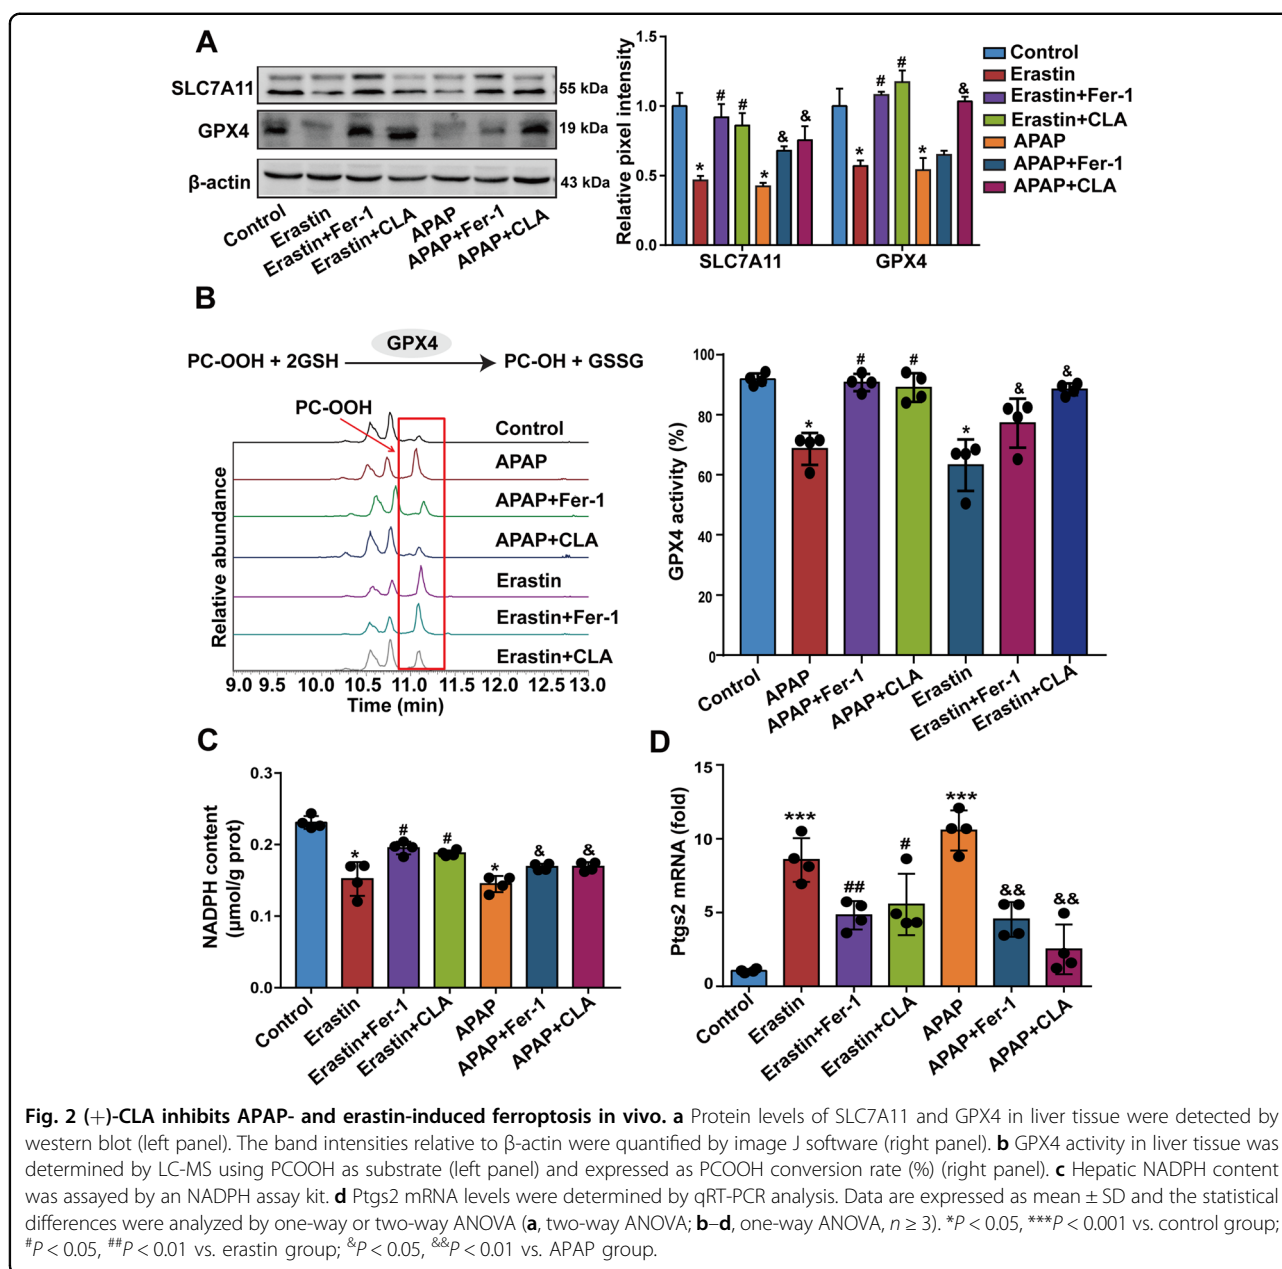 A
SLC7A11
55 kDa
GPX4
19 kDa
β-actin
43 kDa
Control
Erastin
Erastin+Fer-1
Erastin+CLA
APAP
APAP+Fer-1
APAP+CLA
Relative pixel intensity
1.5
1.0
0.5
0.0
* # # * & &
* # # * &
SLC7A11
GPX4
Control
Erastin
Erastin+Fer-1
Erastin+CLA
APAP
APAP+Fer-1
APAP+CLA
B
GPX4
PC-OOH + 2GSH
PC-OH + GSSG
PC-OOH
Control
APAP
APAP+Fer-1
APAP+CLA
Erastin
Erastin+Fer-1
Erastin+CLA
Relative abundance
9.0 9.5 10.0 10.5 11.0 11.5 12.0 12.5 13.0
Time (min)
GPX4 activity (%)
100
80
60
40
20
0
* # # * & &
Control
APAP
APAP+Fer-1
APAP+CLA
Erastin
Erastin+Fer-1
Erastin+CLA
C
NADPH content
(μmol/g prot)
0.3
0.2
0.1
0.0
* # # * & &
Control
Erastin
Erastin+Fer-1
Erastin+CLA
APAP
APAP+Fer-1
APAP+CLA
D
Ptgs2 mRNA (fold)
15
10
5
0
*** ## # *** && &&
Control
Erastin
Erastin+Fer-1
Erastin+CLA
APAP
APAP+Fer-1
APAP+CLA
Fig. 2 (+)-CLA inhibits APAP- and erastin-induced ferroptosis in vivo. a Protein levels of SLC7A11 and GPX4 in liver tissue were detected by
western blot (left panel). The band intensities relative to β-actin were quantified by image J software (right panel). b GPX4 activity in liver tissue was
determined by LC-MS using PCOOH as substrate (left panel) and expressed as PCOOH conversion rate (%) (right panel). c Hepatic NADPH content
was assayed by an NADPH assay kit. d Ptgs2 mRNA levels were determined by qRT-PCR analysis. Data are expressed as mean ± SD and the statistical
differences were analyzed by one-way or two-way ANOVA (a, two-way ANOVA; b–d, one-way ANOVA, n ≥ 3). *P < 0.05, ***P < 0.001 vs. control group;
#P < 0.05, ##P < 0.01 vs. erastin group; &P < 0.05, &&P < 0.01 vs. APAP group.